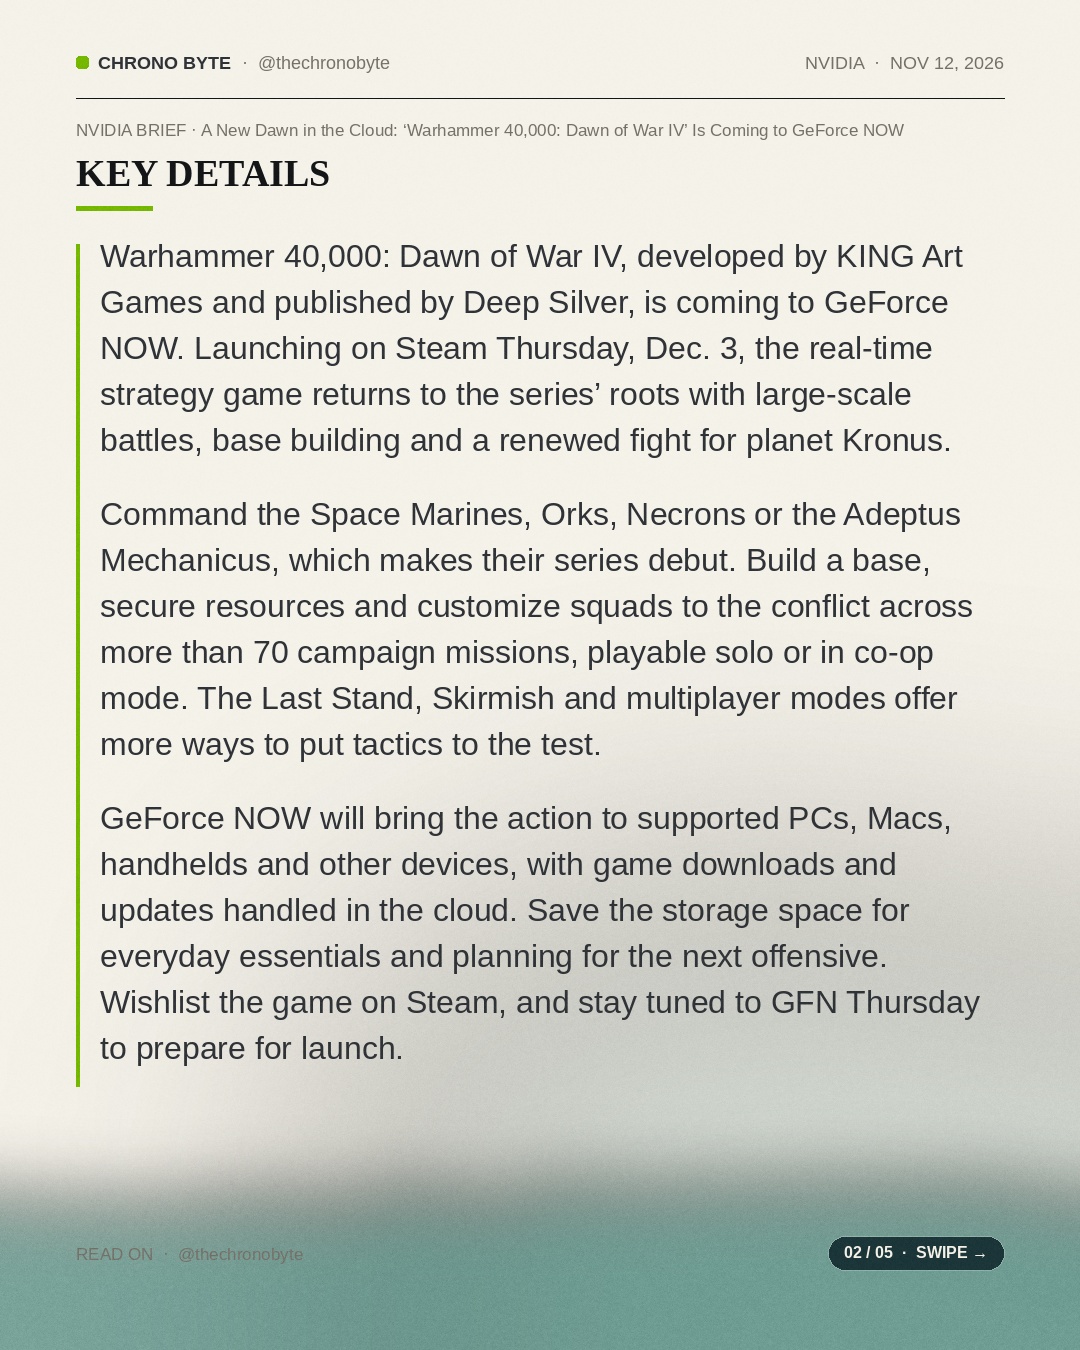 CHRONO BYTE · @thechronobyte
NVIDIA · NOV 12, 2026
NVIDIA BRIEF · A New Dawn in the Cloud: ‘Warhammer 40,000: Dawn of War IV’ Is Coming to GeForce NOW
KEY DETAILS
Warhammer 40,000: Dawn of War IV, developed by KING Art
Games and published by Deep Silver, is coming to GeForce
NOW. Launching on Steam Thursday, Dec. 3, the real-time
strategy game returns to the series’ roots with large-scale
battles, base building and a renewed fight for planet Kronus.
Command the Space Marines, Orks, Necrons or the Adeptus
Mechanicus, which makes their series debut. Build a base,
secure resources and customize squads to the conflict across
more than 70 campaign missions, playable solo or in co-op
mode. The Last Stand, Skirmish and multiplayer modes offer
more ways to put tactics to the test.
GeForce NOW will bring the action to supported PCs, Macs,
handhelds and other devices, with game downloads and
updates handled in the cloud. Save the storage space for
everyday essentials and planning for the next offensive.
Wishlist the game on Steam, and stay tuned to GFN Thursday
to prepare for launch.
READ ON · @thechronobyte
02 / 05 · SWIPE →